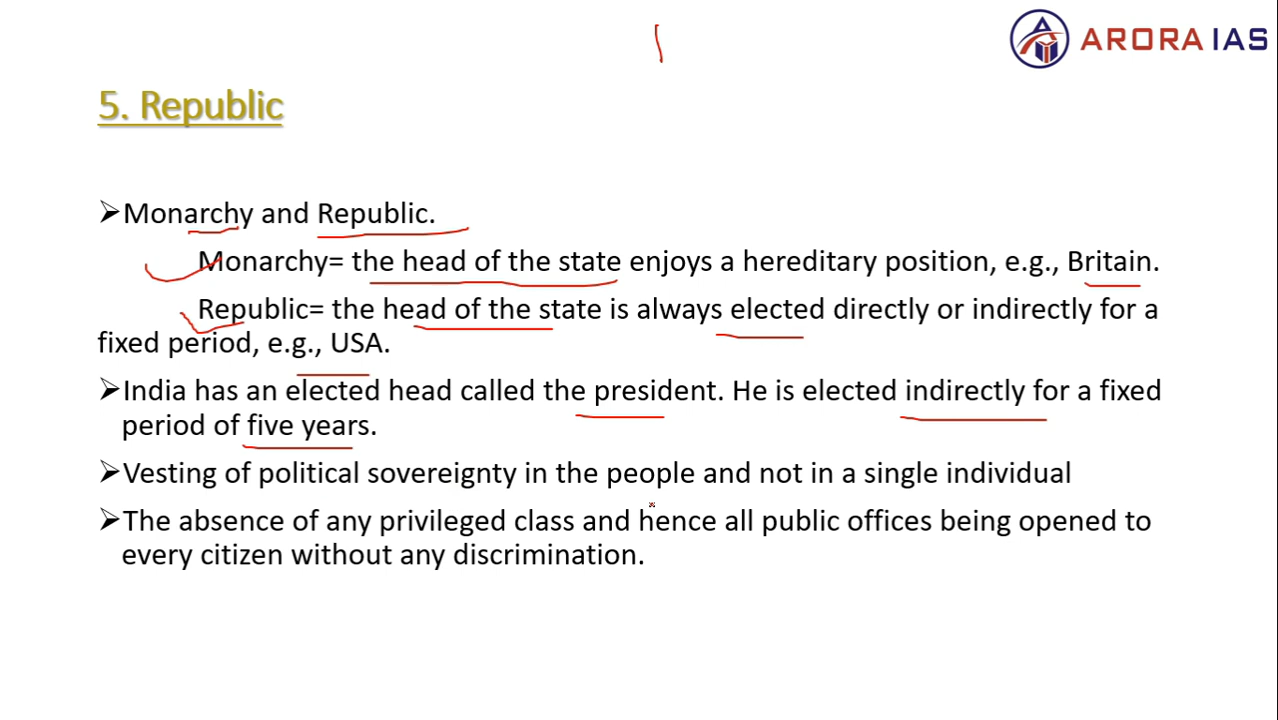 ARORA IAS
5. Republic
➢Monarchy and Republic.
Monarchy= the head of the state enjoys a hereditary position, e.g., Britain.
Republic= the head of the state is always elected directly or indirectly for a
fixed period, e.g., USA.
➢India has an elected head called the president. He is elected indirectly for a fixed
period of five years.
➢Vesting of political sovereignty in the people and not in a single individual
➢The absence of any privileged class and hence all public offices being opened to
every citizen without any discrimination.